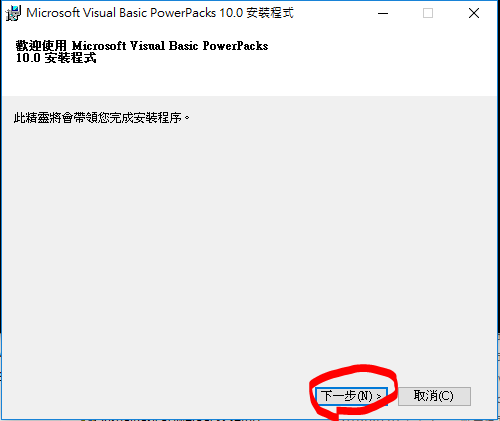 Microsoft Visual Basic PowerPacks 10.0 安裝程式
歡迎使用 Microsoft Visual Basic PowerPacks
10.0 安裝程式
此精靈將會帶領您完成安裝程序。
下一步(N) >
取消(C)